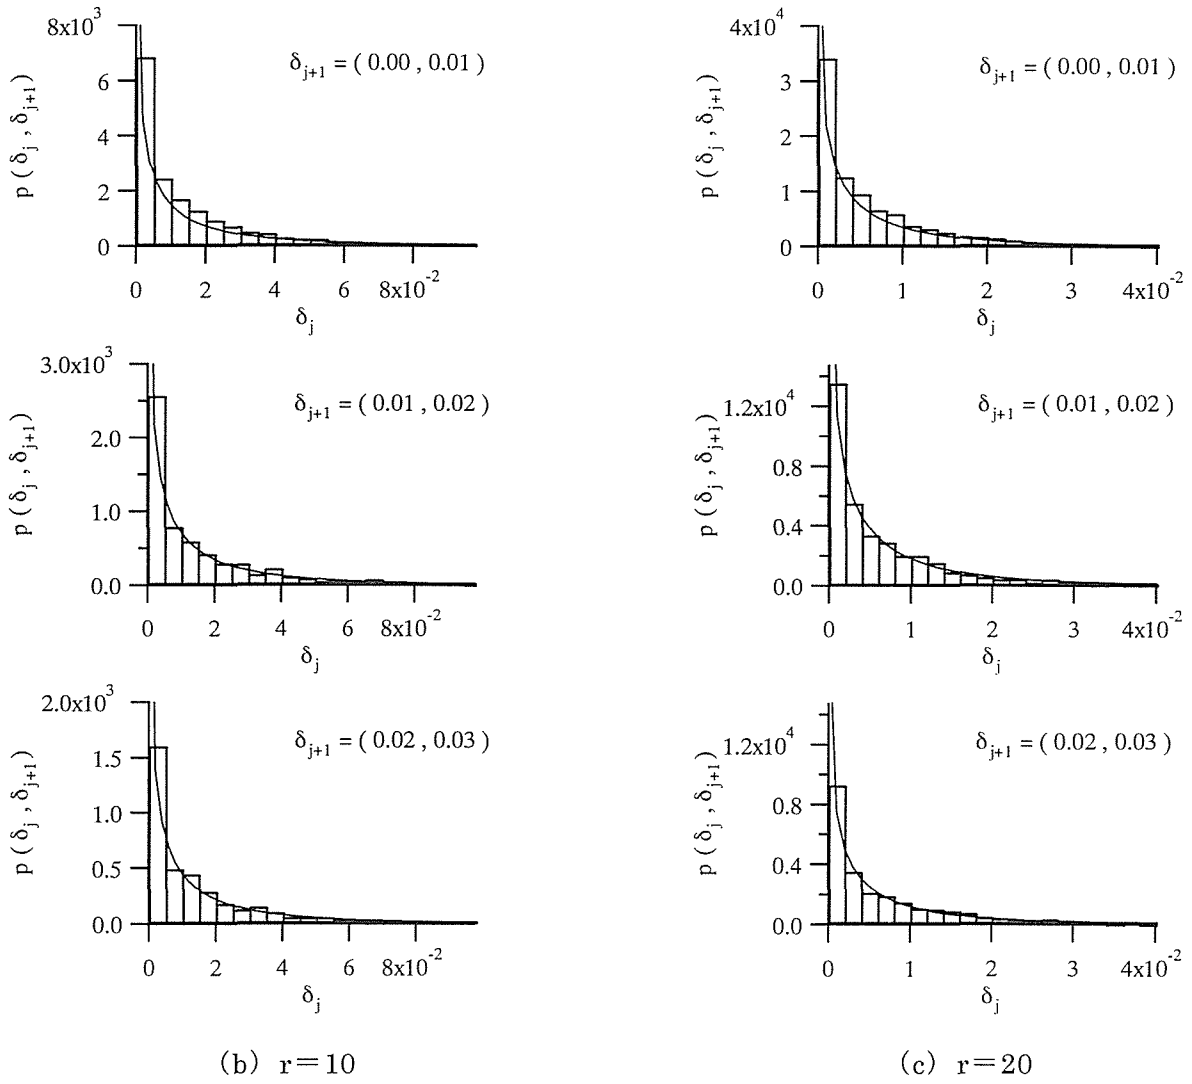 8x10³
6
4
2
0
p ( δj , δj+1)
δj+1 = ( 0.00 , 0.01 )
0 2 4 6 8x10⁻²
δj
4x10⁴
3
2
1
0
p ( δj , δj+1)
δj+1 = ( 0.00 , 0.01 )
0 1 2 3 4x10⁻²
δj
3.0x10³
2.0
1.0
0.0
p ( δj , δj+1)
δj+1 = ( 0.01 , 0.02 )
0 2 4 6 8x10⁻²
δj
1.2x10⁴
0.8
0.4
0.0
p ( δj , δj+1)
δj+1 = ( 0.01 , 0.02 )
0 1 2 3 4x10⁻²
δj
2.0x10³
1.5
1.0
0.5
0.0
p ( δj , δj+1)
δj+1 = ( 0.02 , 0.03 )
0 2 4 6 8x10⁻²
δj
1.2x10⁴
0.8
0.4
0.0
p ( δj , δj+1)
δj+1 = ( 0.02 , 0.03 )
0 1 2 3 4x10⁻²
δj
(b) r=10
(c) r=20